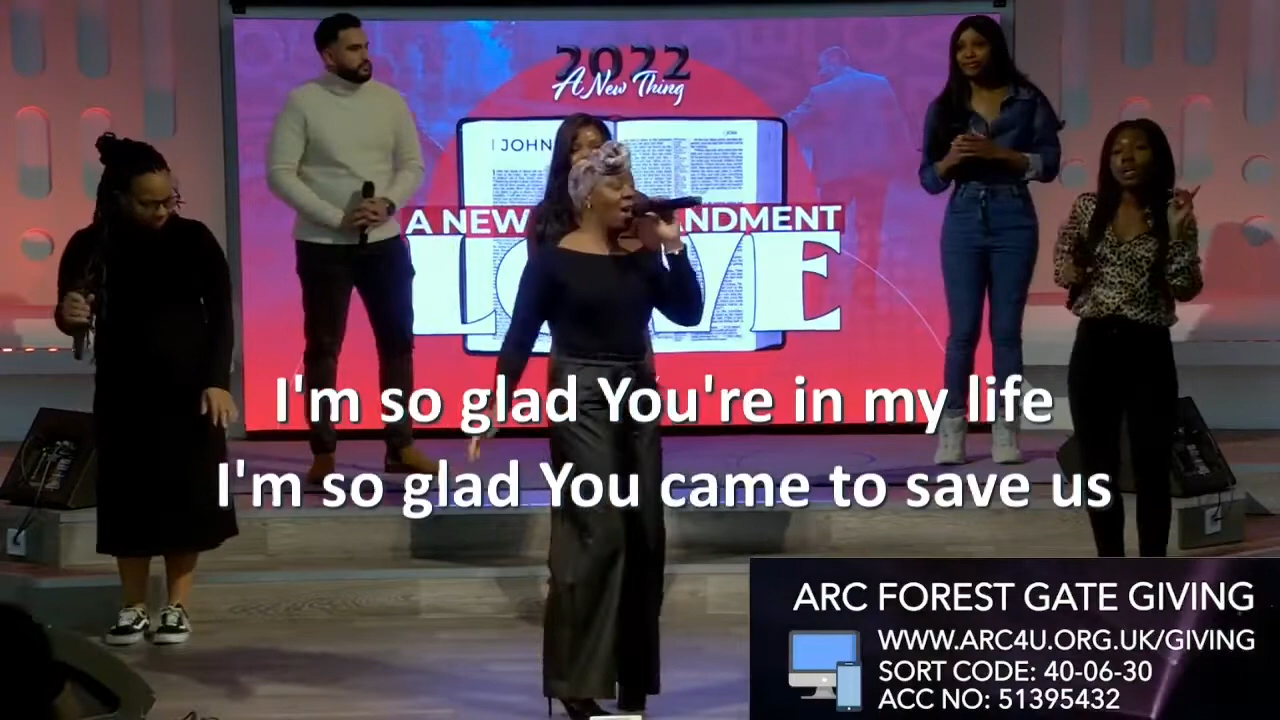 2022
A New Thing
I JOHN
A NEW NDMENT
LOVE
I'm so glad You're in my life
I'm so glad You came to save us
ARC FOREST GATE GIVING
WWW.ARC4U.ORG.UK/GIVING
SORT CODE: 40-06-30
ACC NO: 51395432